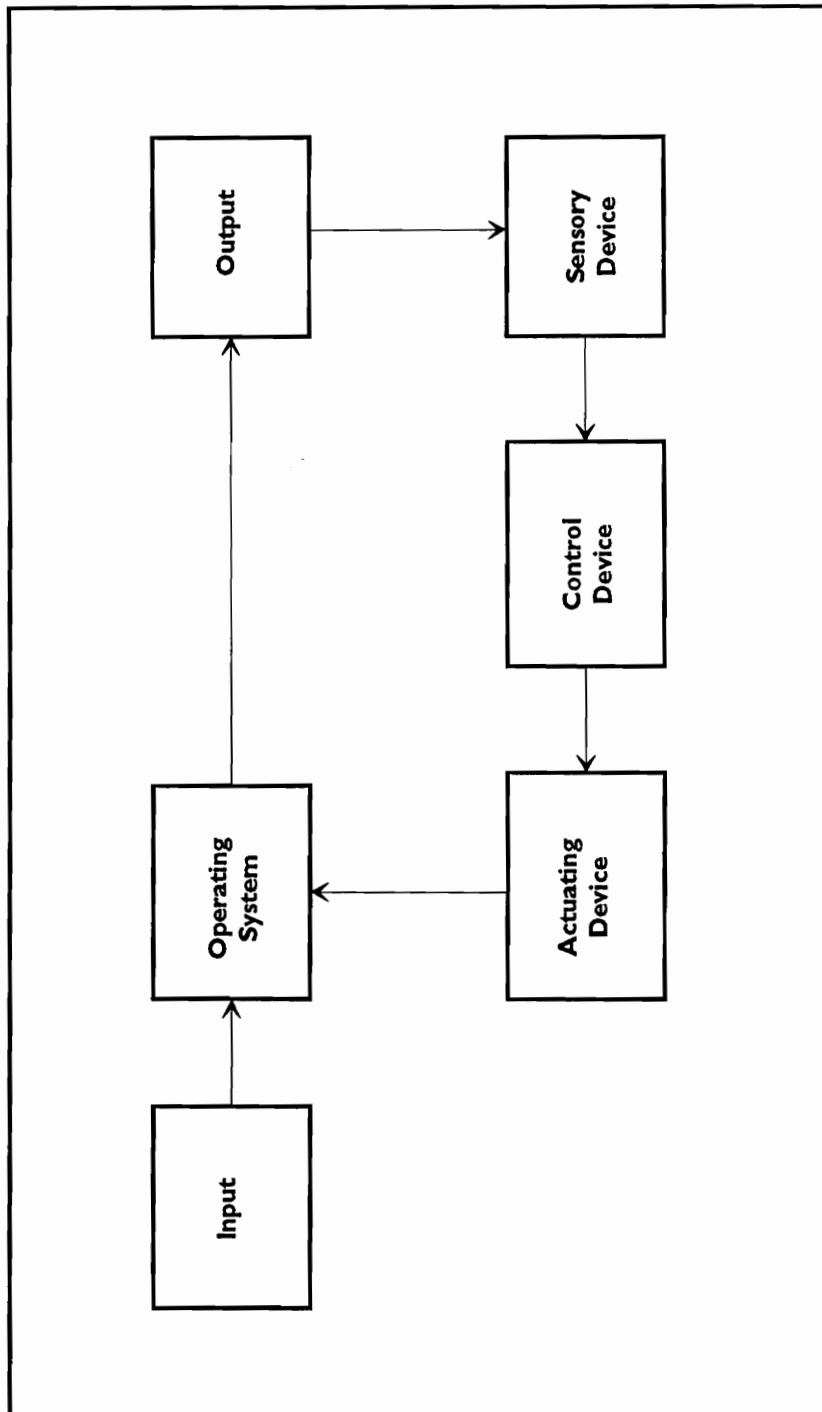 Input
Operating
System
Output
Sensory
Device
Control
Device
Actuating
Device